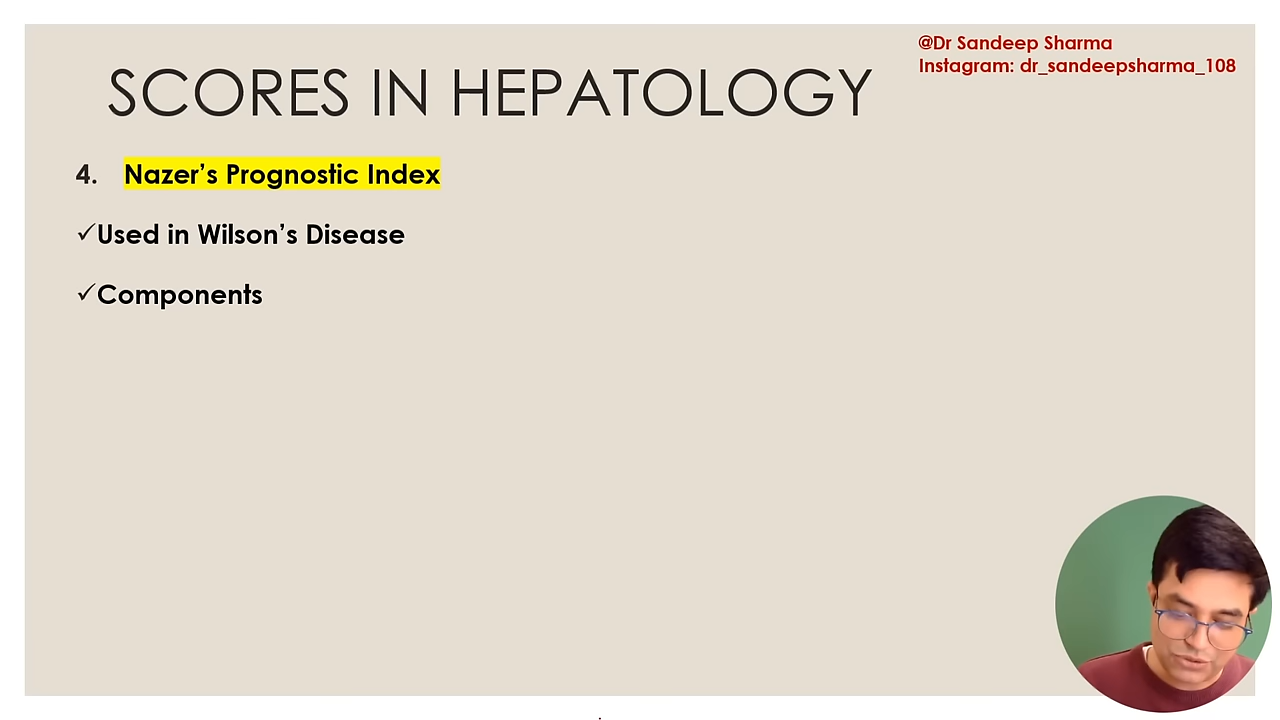 @Dr Sandeep Sharma
Instagram: dr_sandeepsharma_108
SCORES IN HEPATOLOGY
4. Nazer’s Prognostic Index
✓Used in Wilson’s Disease
✓Components
.